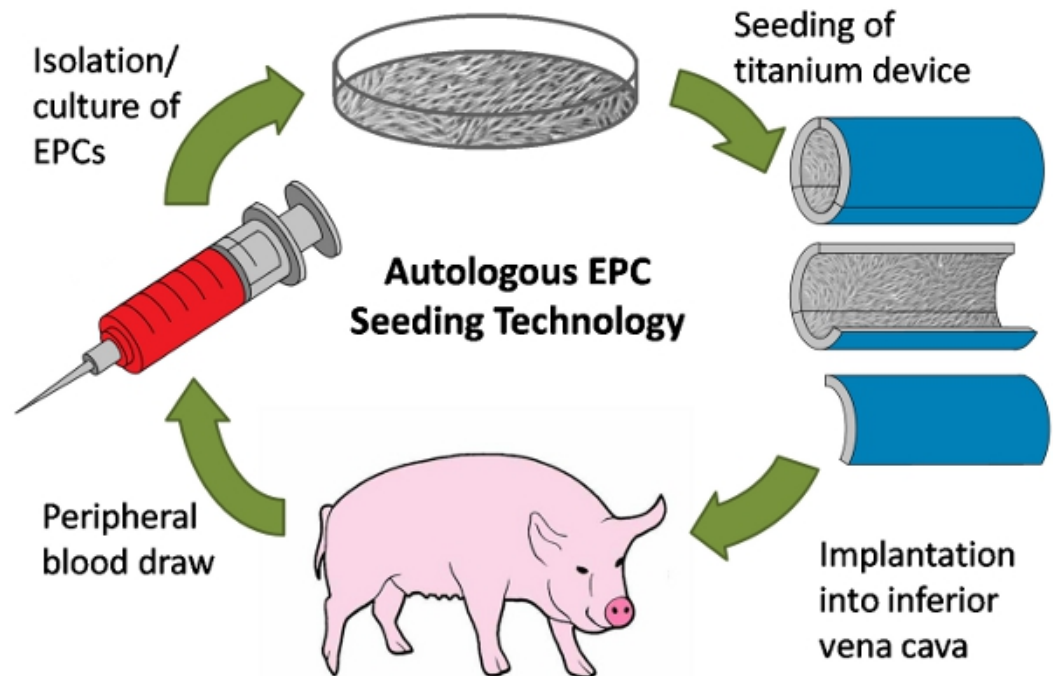 Isolation/
culture of
EPCs
Seeding of
titanium device
Autologous EPC
Seeding Technology
Peripheral
blood draw
Implantation
into inferior
vena cava